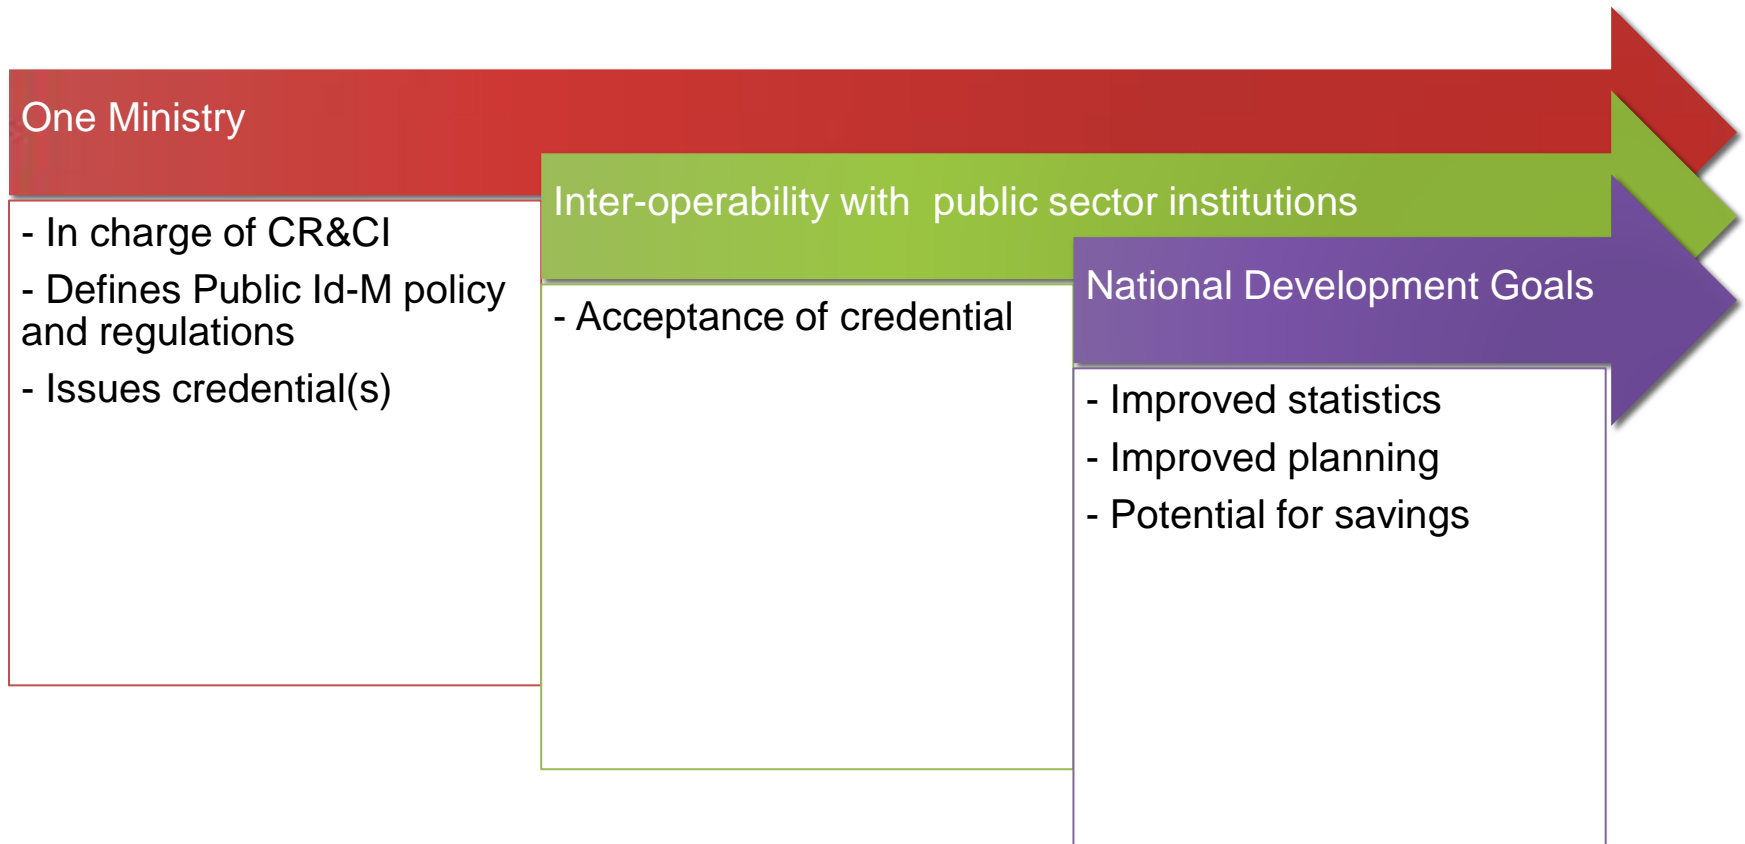 One Ministry
- In charge of CR&CI
- Defines Public Id-M policy
and regulations
- Issues credential(s)
Inter-operability with  public sector institutions
- Acceptance of credential
National Development Goals
- Improved statistics
- Improved planning
- Potential for savings